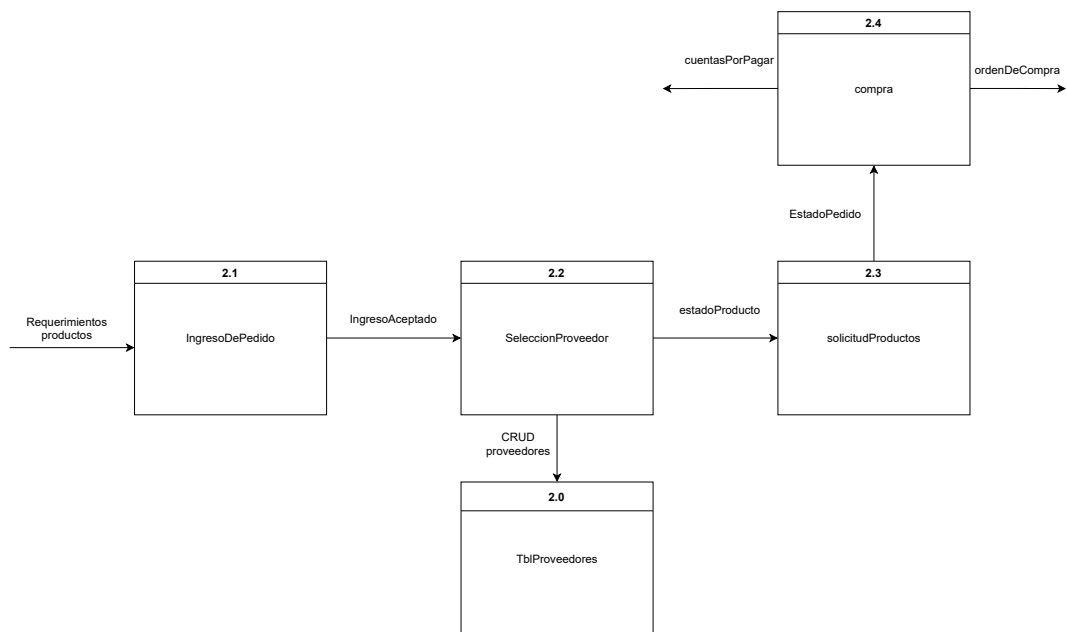 2.4
cuentasPorPagar
ordenDeCompra
compra
EstadoPedido
2.1
2.2
2.3
Requerimientos
productos
IngresoDePedido
IngresoAceptado
SeleccionProveedor
estadoProducto
solicitudProductos
CRUD
proveedores
2.0
TblProveedores